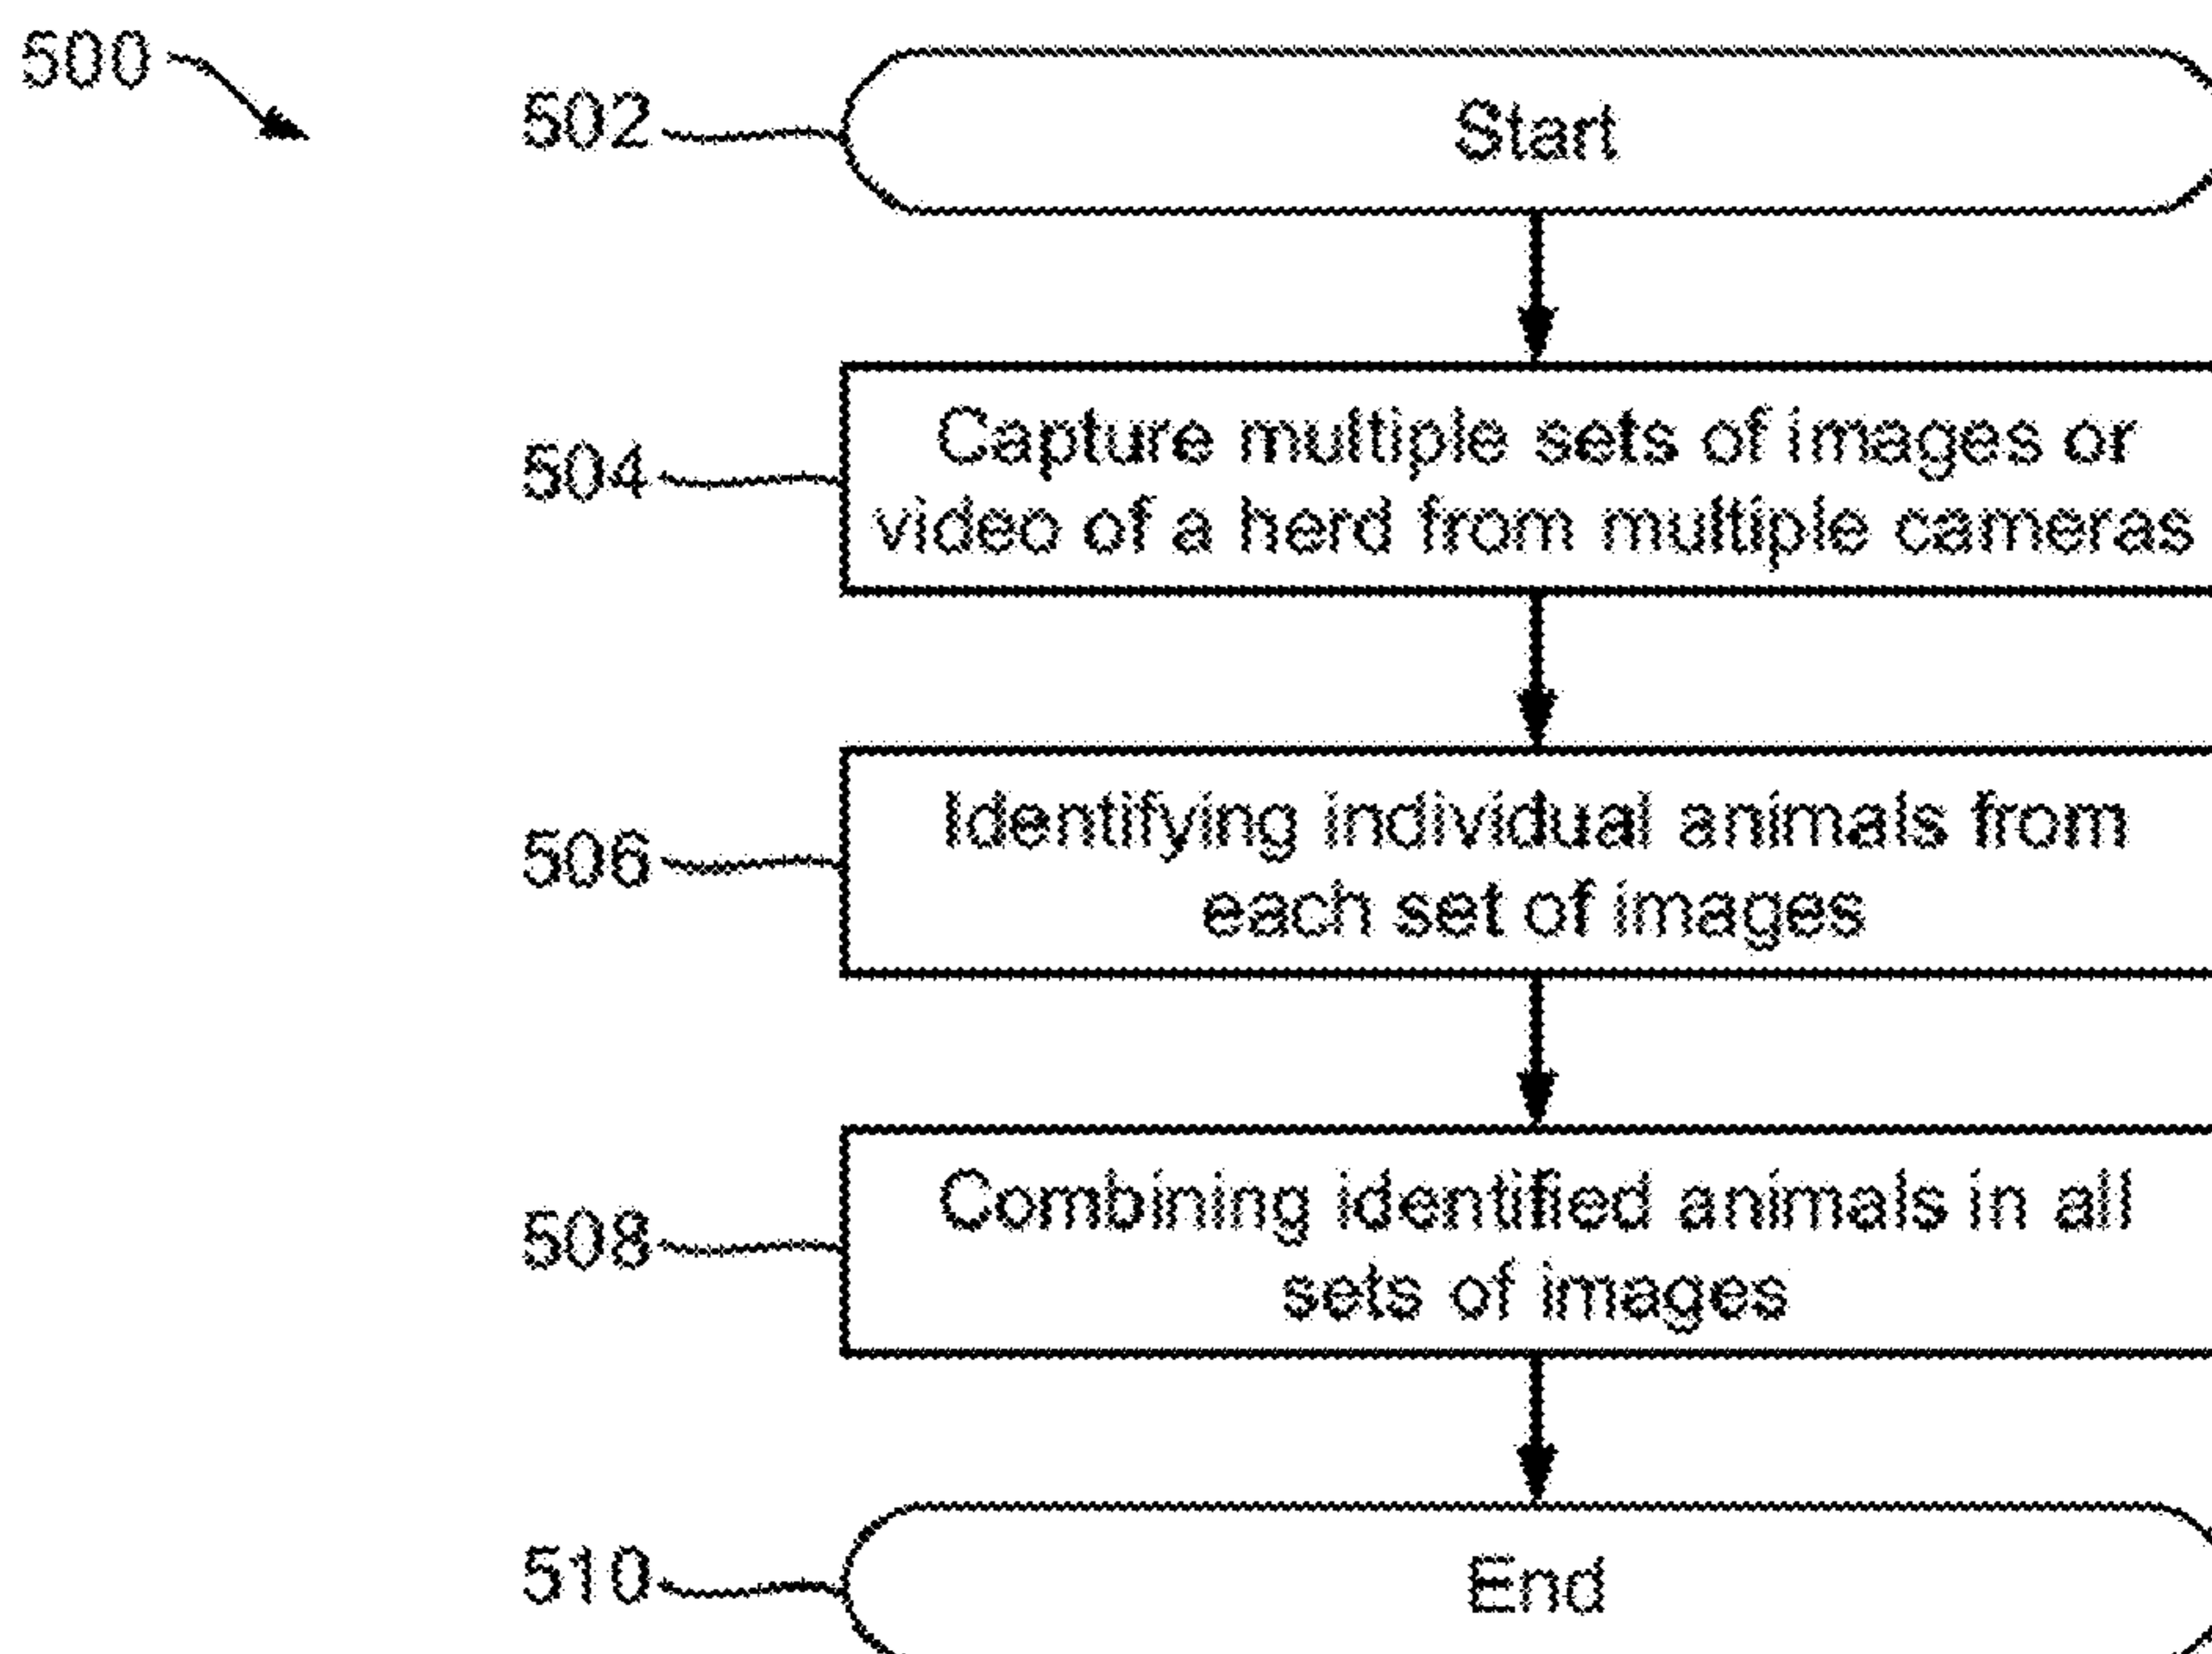 500
502
Start
504
Capture multiple sets of images or
video of a herd from multiple cameras
506
Identifying individual animals from
each set of images
508
Combining identified animals in all
sets of images
510
End